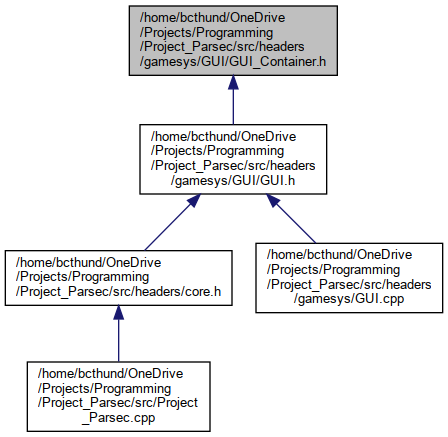 /home/bcthund/OneDrive
/Projects/Programming
/Project_Parsec/src/headers
/gamesys/GUI/GUI_Container.h
/home/bcthund/OneDrive
/Projects/Programming
/Project_Parsec/src/headers
/gamesys/GUI/GUI.h
/home/bcthund/OneDrive
/Projects/Programming
/Project_Parsec/src/headers/core.h
/home/bcthund/OneDrive
/Projects/Programming
/Project_Parsec/src/headers
/gamesys/GUI.cpp
/home/bcthund/OneDrive
/Projects/Programming
/Project_Parsec/src/Project
_Parsec.cpp